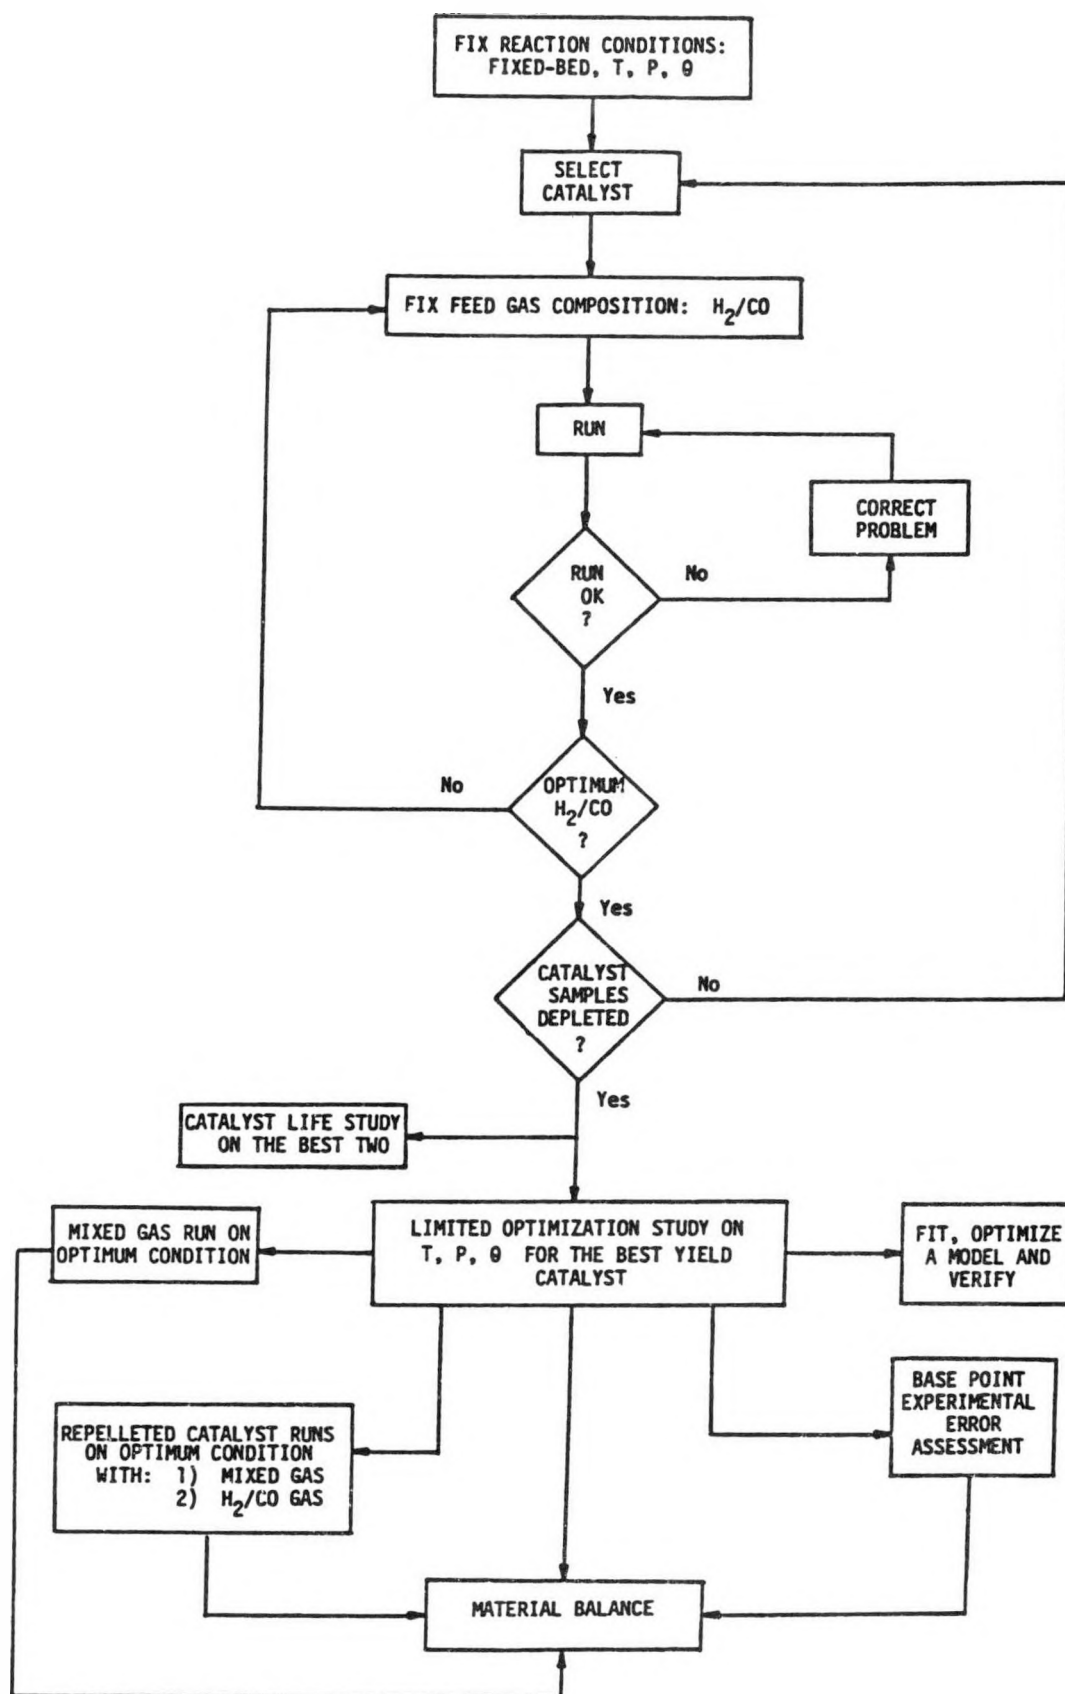 FIX REACTION CONDITIONS:
FIXED-BED, T, P, θ
SELECT
CATALYST
FIX FEED GAS COMPOSITION: H₂/CO
RUN
CORRECT
PROBLEM
RUN
OK
?
No
Yes
OPTIMUM
H₂/CO
?
No
Yes
CATALYST
SAMPLES
DEPLETED
?
No
Yes
CATALYST LIFE STUDY
ON THE BEST TWO
MIXED GAS RUN ON
OPTIMUM CONDITION
LIMITED OPTIMIZATION STUDY ON
T, P, θ FOR THE BEST YIELD
CATALYST
FIT, OPTIMIZE
A MODEL AND
VERIFY
REPELLETED CATALYST RUNS
ON OPTIMUM CONDITION
WITH: 1) MIXED GAS
2) H₂/CO GAS
BASE POINT
EXPERIMENTAL
ERROR
ASSESSMENT
MATERIAL BALANCE